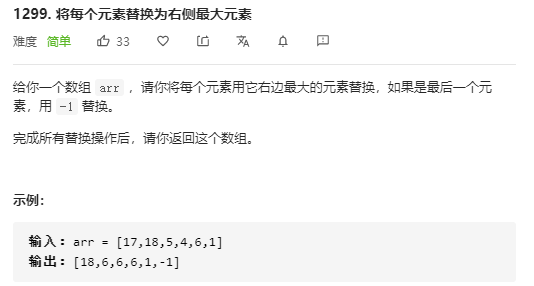 1299. 将每个元素替换为右侧最大元素
难度 简单 33
给你一个数组 arr ，请你将每个元素用它右边最大的元素替换，如果是最后一个元
素，用 -1 替换。
完成所有替换操作后，请你返回这个数组。
示例：
输入：arr = [17,18,5,4,6,1]
输出：[18,6,6,6,1,-1]